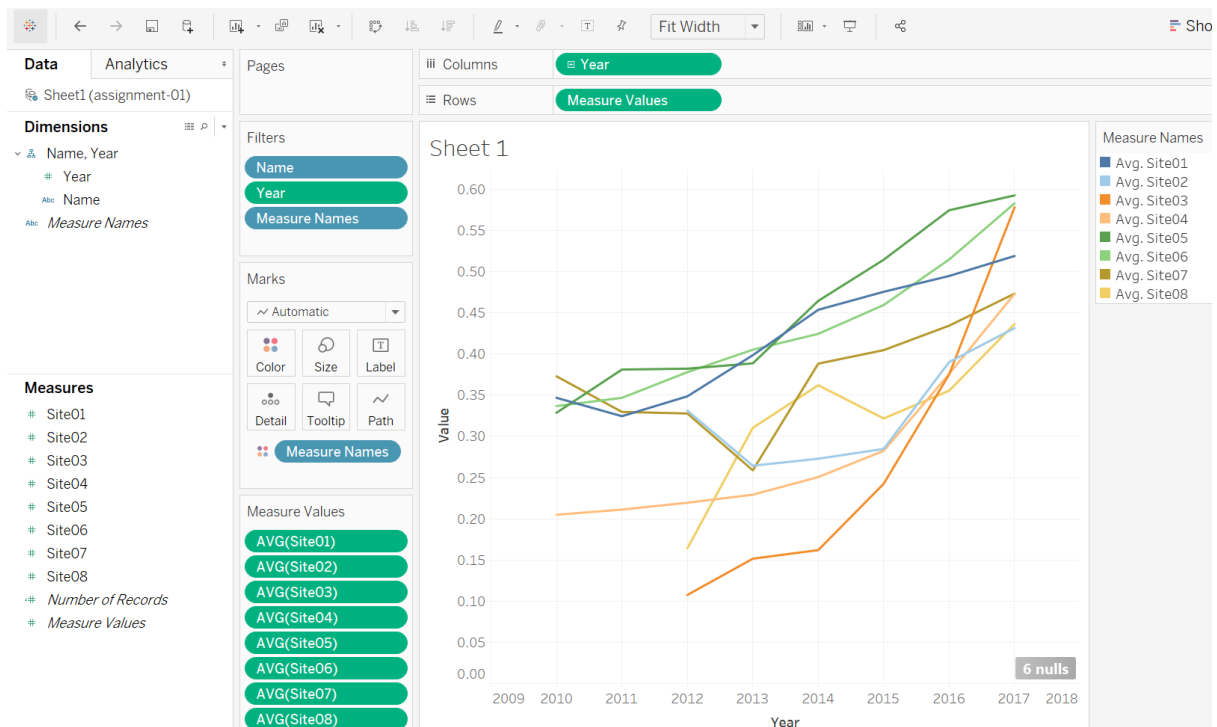 Fit Width
Sho
Data
Analytics
Sheet1 (assignment-01)
Dimensions
Name, Year
# Year
Abc Name
Abc Measure Names
Measures
# Site01
# Site02
# Site03
# Site04
# Site05
# Site06
# Site07
# Site08
# Number of Records
# Measure Values
Pages
Filters
Name
Year
Measure Names
Marks
Automatic
Color
Size
T
Label
Detail
Tooltip
Path
Measure Names
Measure Values
AVG(Site01)
AVG(Site02)
AVG(Site03)
AVG(Site04)
AVG(Site05)
AVG(Site06)
AVG(Site07)
AVG(Site08)
iii Columns
Year
Rows
Measure Values
Sheet 1
0.60
0.55
0.50
0.45
0.40
0.35
0.30
0.25
0.20
0.15
0.10
0.05
0.00
Value
6 nulls
2009 2010 2011 2012 2013 2014 2015 2016 2017 2018
Year
Measure Names
Avg. Site01
Avg. Site02
Avg. Site03
Avg. Site04
Avg. Site05
Avg. Site06
Avg. Site07
Avg. Site08